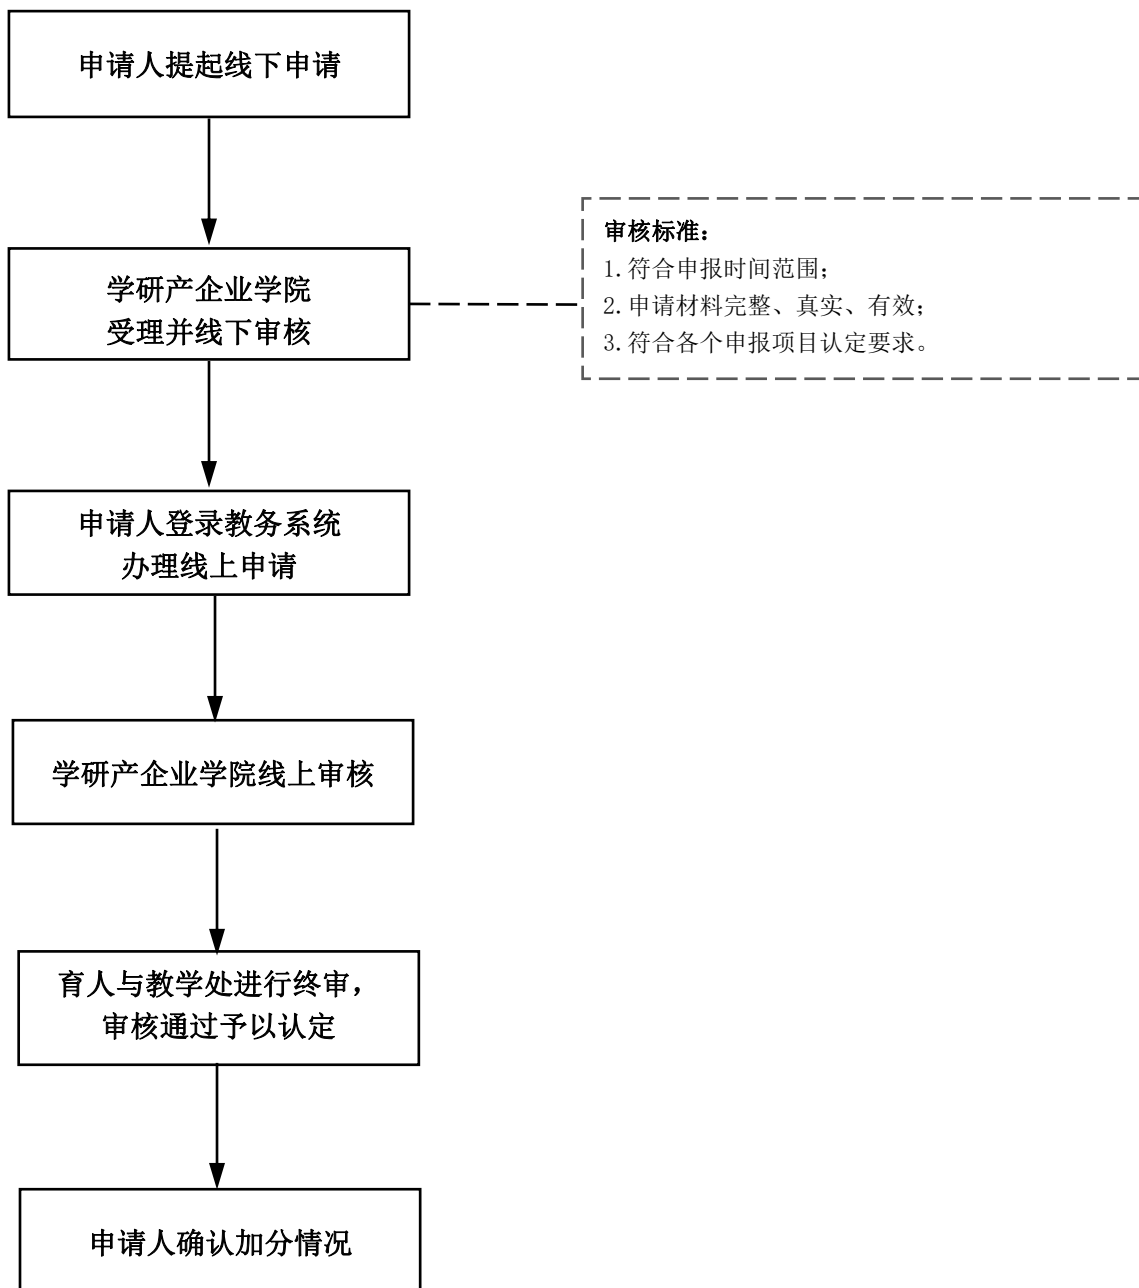 申请人提起线下申请
学研产企业学院
受理并线下审核
审核标准：
1.符合申报时间范围；
2.申请材料完整、真实、有效；
3.符合各个申报项目认定要求。
申请人登录教务系统
办理线上申请
学研产企业学院线上审核
育人与教学处进行终审，
审核通过予以认定
申请人确认加分情况